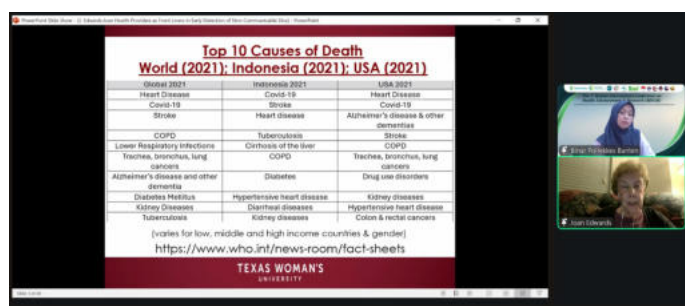 Top 10 Causes of Death
World (2021); Indonesia (2021); USA (2021)
Global 2021 Indonesia 2021 USA 2021
Heart Disease Covid-19 Heart Disease
Covid-19 Stroke Covid-19
Stroke Heart disease Alzheimer's disease & other dementias
COPD Tuberculosis Stroke
Lower Respiratory Infections Cirrhosis of the liver COPD
Trachea, bronchus, lung cancers COPD Trachea, bronchus, lung cancers
Alzheimer's disease and other dementia Diabetes Drug use disorders
Diabetes Mellitus Hypertensive heart disease Kidney diseases
Kidney Diseases Diarrheal diseases Hypertensive heart disease
Tuberculosis Kidney diseases Colon & rectal cancers
(varies for low, middle and high income countries & gender)
https://www.who.int/news-room/fact-sheets
TEXAS WOMAN'S
UNIVERSITY
Joan Edwards